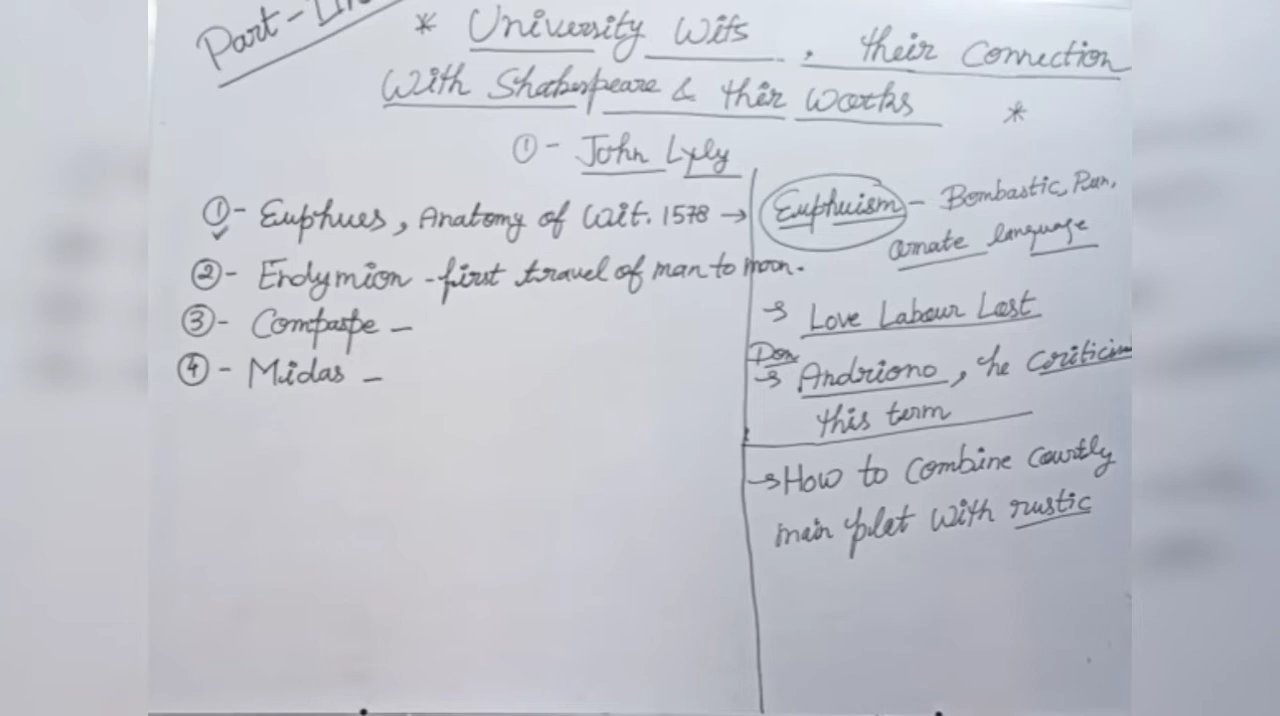 Part-
* University Wits, their Connection
With Shakespeare & their Works *
①- John Lyly
①- Euphues, Anatomy of Wit. 1578 →
②- Endymion - first travel of man to moon.
③- Compaspe -
④- Midas -
Euphuism - Bombastic, Pun,
ornate language
→ Love Labour Lost
Don
→ Andriono, he criticism
this term
→ How to combine courtly
main plot with rustic